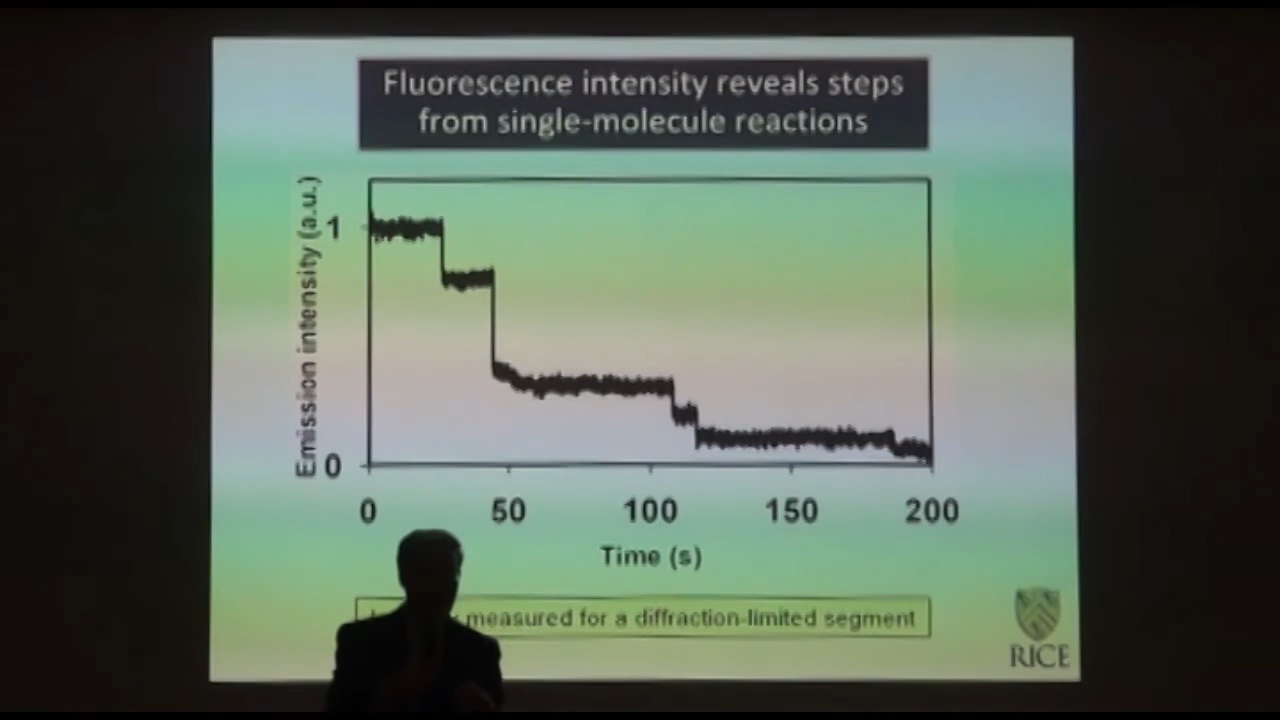 Fluorescence intensity reveals steps
from single-molecule reactions
Emission intensity (a.u.)
1
0
0 50 100 150 200
Time (s)
measured for a diffraction-limited segment
RICE